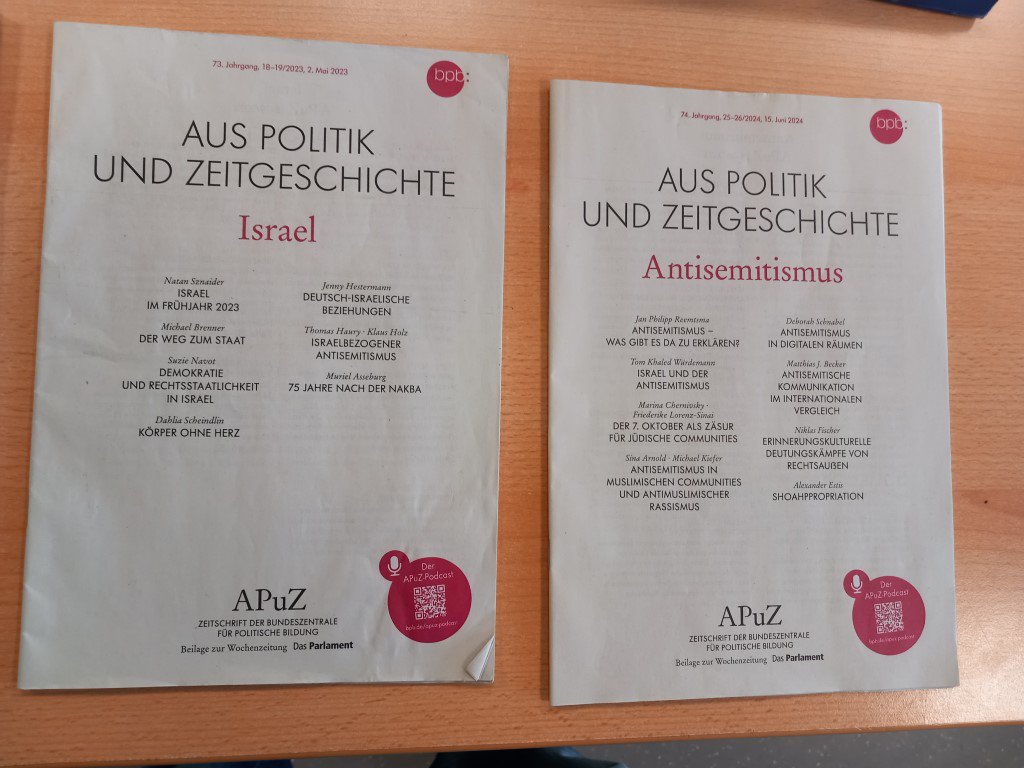 73. Jahrgang, 18–19/2023, 2. Mai 2023
bpb:
AUS POLITIK
UND ZEITGESCHICHTE
Israel
Natan Sznaider
ISRAEL
IM FRÜHJAHR 2023
Michael Brenner
DER WEG ZUM STAAT
Suzie Navot
DEMOKRATIE
UND RECHTSSTAATLICHKEIT
IN ISRAEL
Dahlia Scheindlin
KÖRPER OHNE HERZ
Jenny Hestermann
DEUTSCH-ISRAELISCHE
BEZIEHUNGEN
Thomas Haury · Klaus Holz
ISRAELBEZOGENER
ANTISEMITISMUS
Muriel Asseburg
75 JAHRE NACH DER NAKBA
Der
APuZ-Podcast
bpb.de/apuz-podcast
APuZ
ZEITSCHRIFT DER BUNDESZENTRALE
FÜR POLITISCHE BILDUNG
Beilage zur Wochenzeitung Das Parlament
74. Jahrgang, 25–26/2024, 15. Juni 2024
bpb:
AUS POLITIK
UND ZEITGESCHICHTE
Antisemitismus
Jan Philipp Reemtsma
ANTISEMITISMUS –
WAS GIBT ES DA ZU ERKLÄREN?
Tom Khaled Würdemann
ISRAEL UND DER
ANTISEMITISMUS
Marina Chernivsky ·
Friederike Lorenz-Sinai
DER 7. OKTOBER ALS ZÄSUR
FÜR JÜDISCHE COMMUNITIES
Sina Arnold · Michael Kiefer
ANTISEMITISMUS IN
MUSLIMISCHEN COMMUNITIES
UND ANTIMUSLIMISCHER
RASSISMUS
Deborah Schnabel
ANTISEMITISMUS
IN DIGITALEN RÄUMEN
Matthias J. Becker
ANTISEMITISCHE
KOMMUNIKATION
IM INTERNATIONALEN
VERGLEICH
Niklas Fischer
ERINNERUNGSKULTURELLE
DEUTUNGSKÄMPFE VON
RECHTSAUßEN
Alexander Estis
SHOAHPPROPRIATION
Der
APuZ-Podcast
bpb.de/apuz-podcast
APuZ
ZEITSCHRIFT DER BUNDESZENTRALE
FÜR POLITISCHE BILDUNG
Beilage zur Wochenzeitung Das Parlament